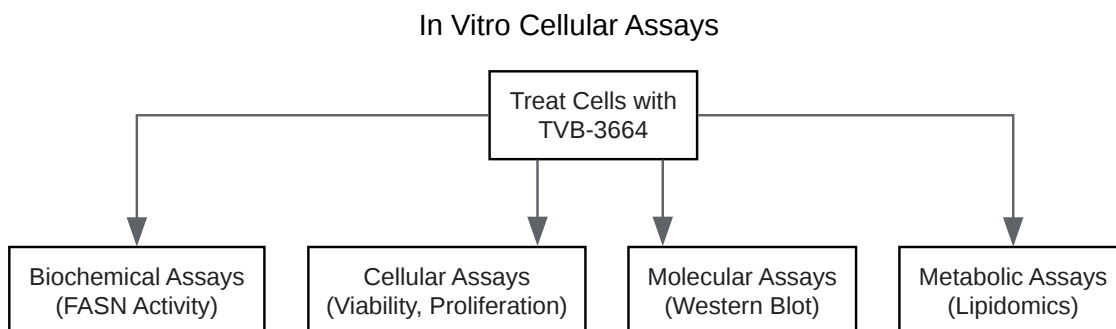 In Vitro Cellular Assays
Treat Cells with
TVB-3664
Biochemical Assays
(FASN Activity)
Cellular Assays
(Viability, Proliferation)
Molecular Assays
(Western Blot)
Metabolic Assays
(Lipidomics)